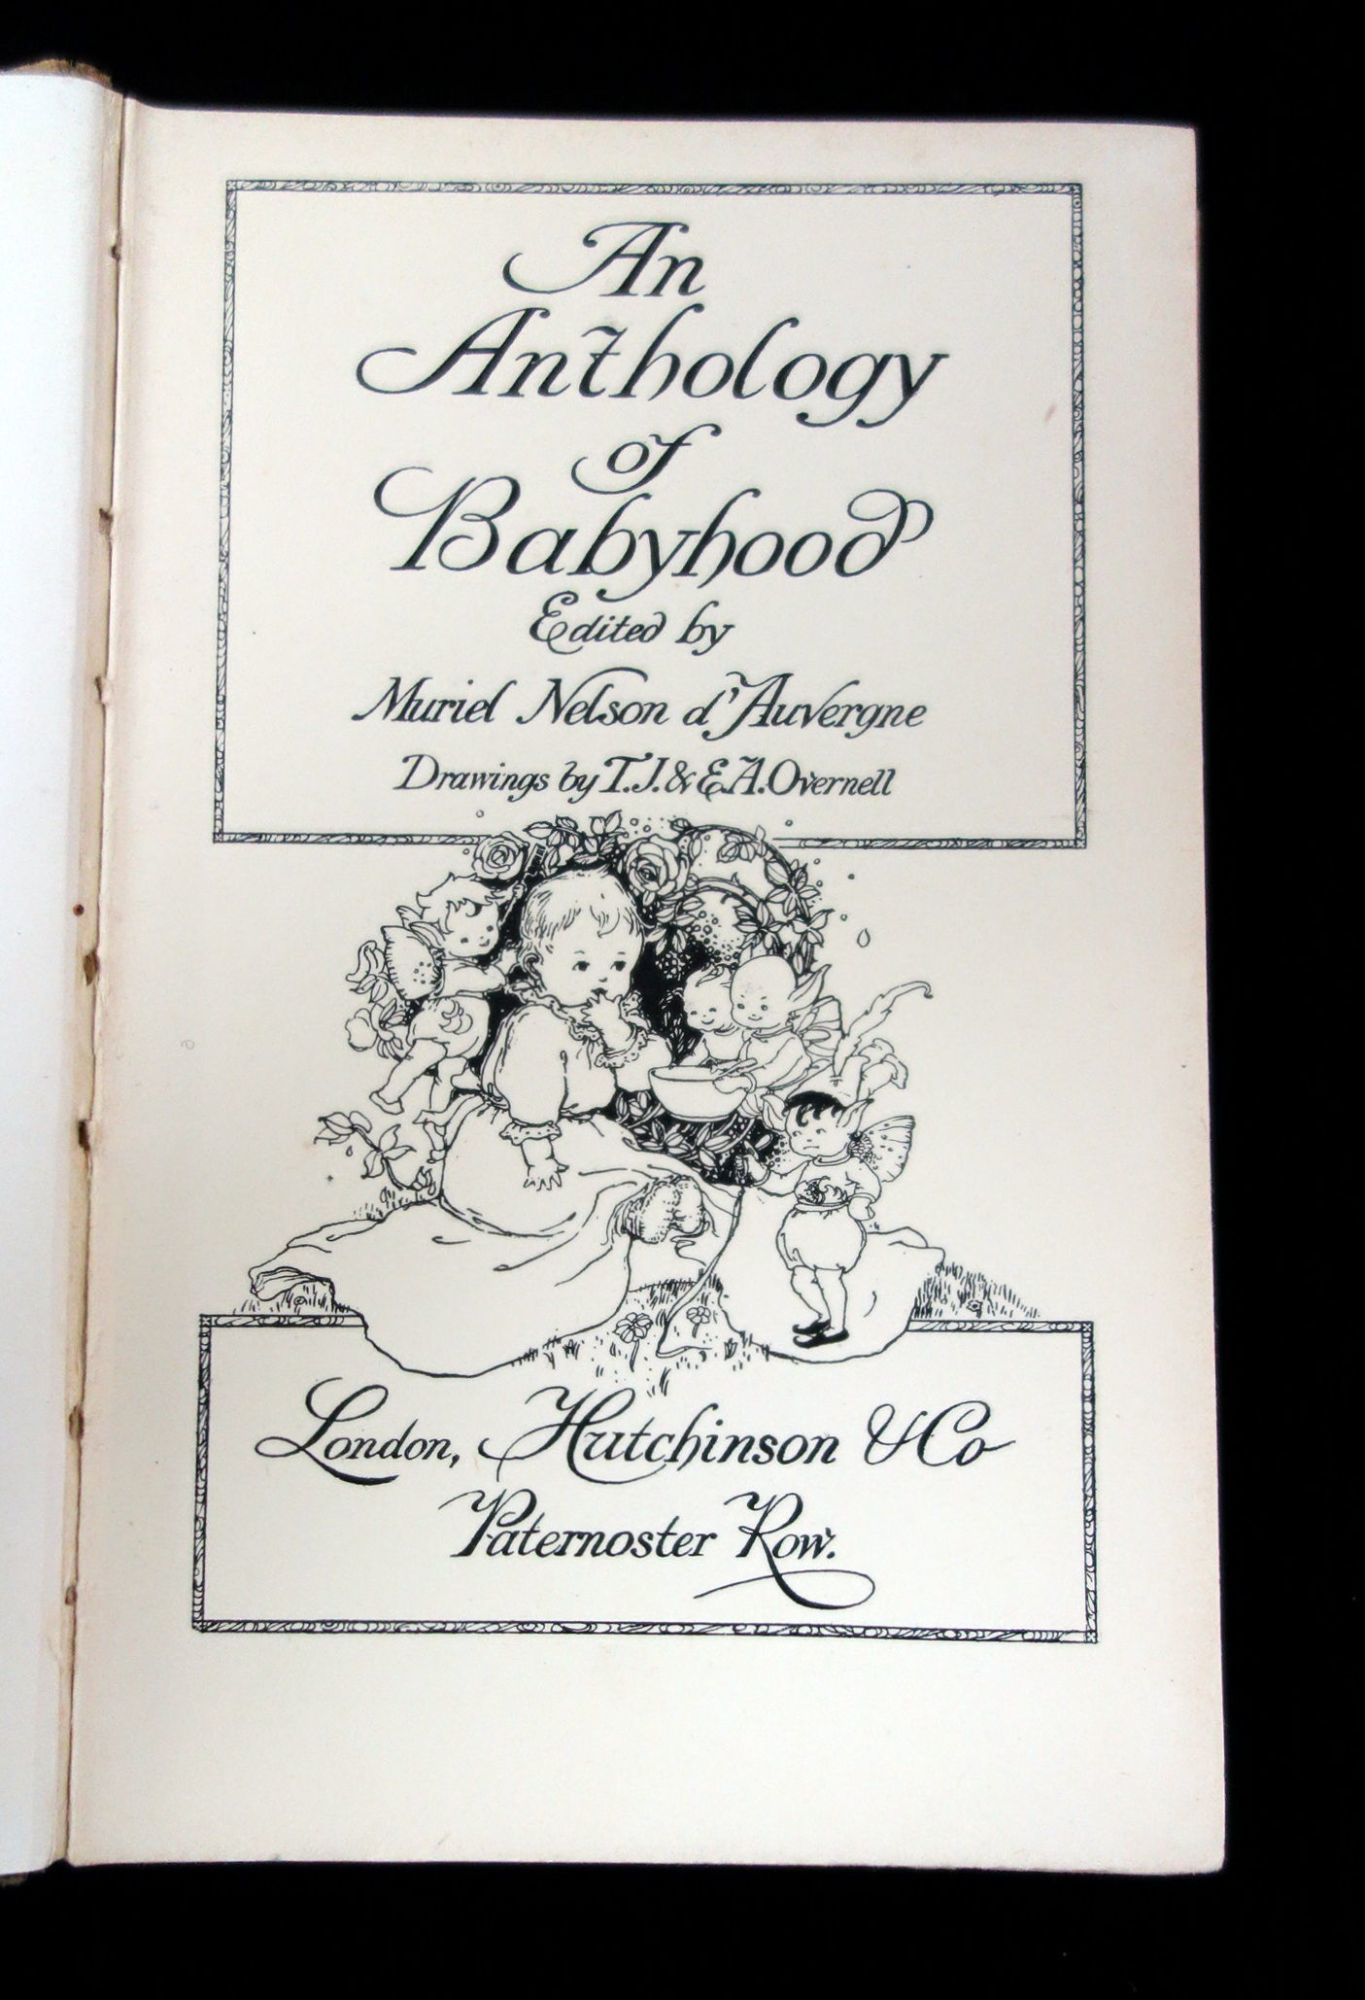 An
Anthology
of
Babyhood
Edited by
Muriel Nelson d'Auvergne
Drawings by T.J. & E.A. Overnell
London, Hutchinson & Co
Paternoster Row.